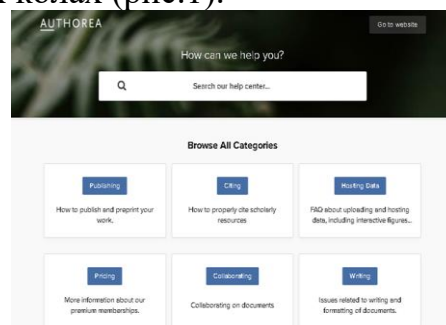 колах (рис.1).
AUTHOREA
Go to website
How can we help you?
Search our help center...
Browse All Categories
Publishing
Citing
Hosting Data
How to publish and preprint your
work.
How to properly cite scholarly
resources
FAQ about uploading and hosting
data, including interactive figures...
Pricing
Collaborating
Writing
More information about our
premium memberships.
Collaborating on documents
Issues related to writing and
formatting of documents.